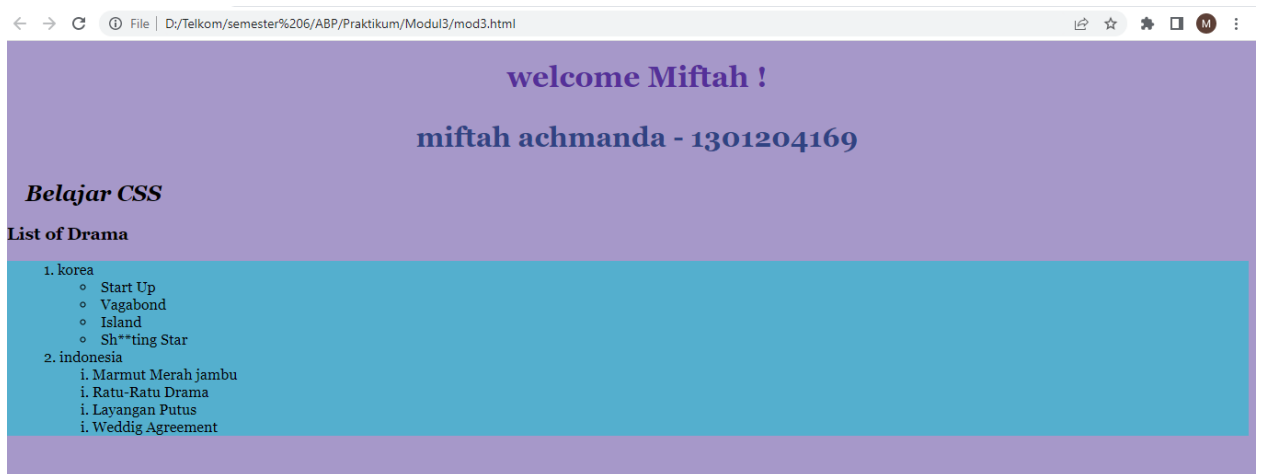 File D:/Telkom/semester%206/ABP/Praktikum/Modul3/mod3.html M
welcome Miftah !
miftah achmanda - 1301204169
Belajar CSS
List of Drama
1. korea
Start Up
Vagabond
Island
Sh**ting Star
2. indonesia
i. Marmut Merah jambu
i. Ratu-Ratu Drama
i. Layangan Putus
i. Weddig Agreement